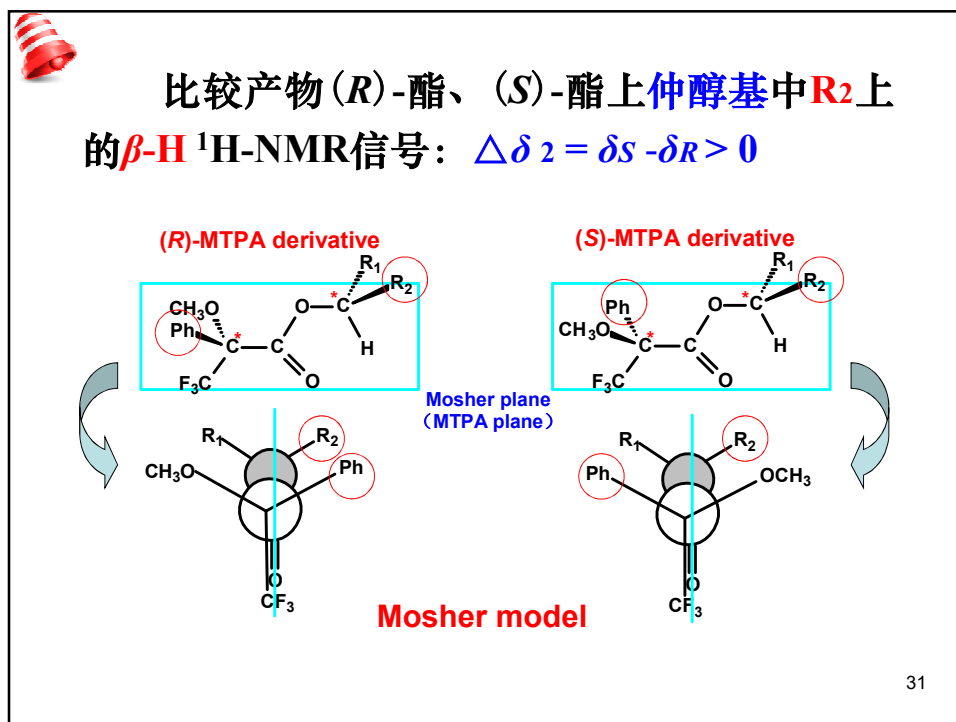 比较产物(R)-酯、(S)-酯上仲醇基中R2上
的β-H ¹H-NMR信号：△δ 2 = δS -δR > 0
(R)-MTPA derivative
(S)-MTPA derivative
R1
R2
CH3O
Ph
*
C
C
O
*
C
H
F3C
O
R1
R2
Ph
CH3O
*
C
C
O
*
C
H
F3C
O
Mosher plane
（MTPA plane）
R1
R2
CH3O
Ph
O
CF3
R1
R2
Ph
OCH3
O
CF3
Mosher model
31